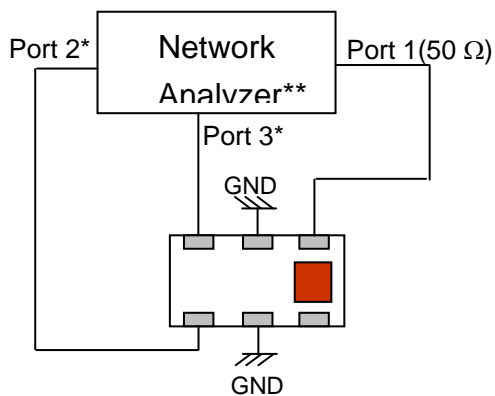 Port 2*
Network
Analyzer**
Port 1(50 Ω)
Port 3*
GND
GND